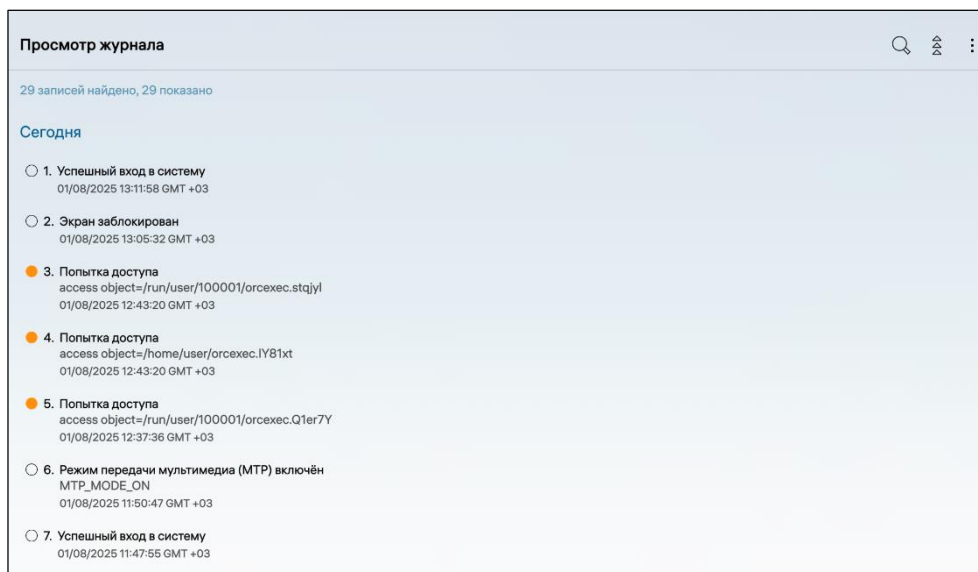 Просмотр журнала
29 записей найдено, 29 показано
Сегодня
1. Успешный вход в систему
01/08/2025 13:11:58 GMT +03
2. Экран заблокирован
01/08/2025 13:05:32 GMT +03
3. Попытка доступа
access object=/run/user/100001/orcexec.stqjyl
01/08/2025 12:43:20 GMT +03
4. Попытка доступа
access object=/home/user/orcexec.IY81xt
01/08/2025 12:43:20 GMT +03
5. Попытка доступа
access object=/run/user/100001/orcexec.Q1er7Y
01/08/2025 12:37:36 GMT +03
6. Режим передачи мультимедиа (MTP) включён
MTP_MODE_ON
01/08/2025 11:50:47 GMT +03
7. Успешный вход в систему
01/08/2025 11:47:55 GMT +03